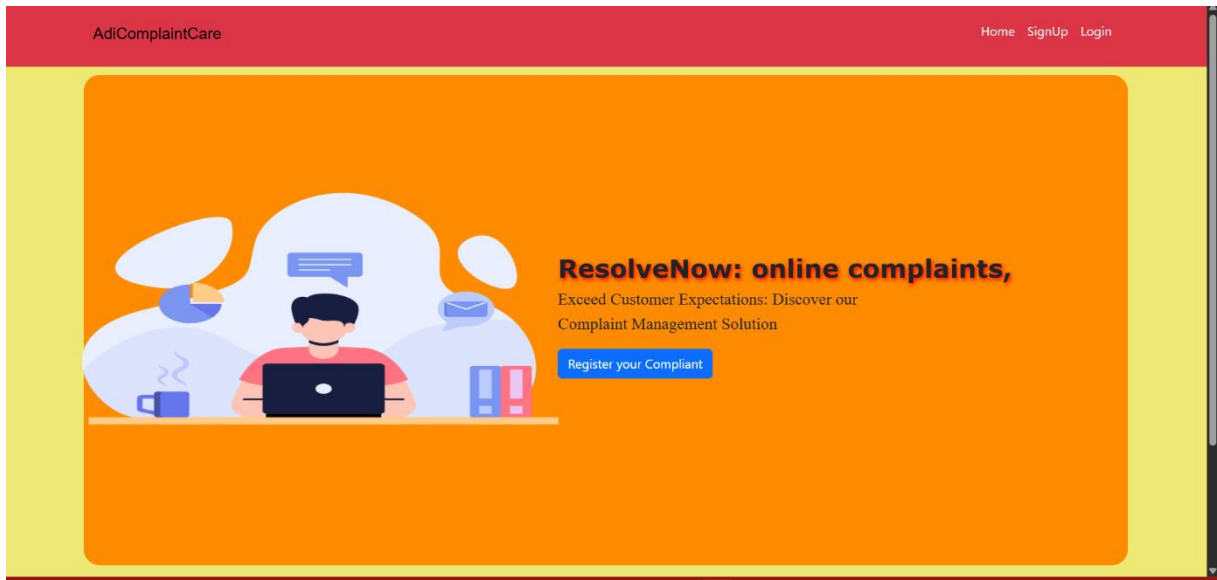 AdiComplaintCare
Home SignUp Login
ResolveNow: online complaints,
Exceed Customer Expectations: Discover our
Complaint Management Solution
Register your Compliant